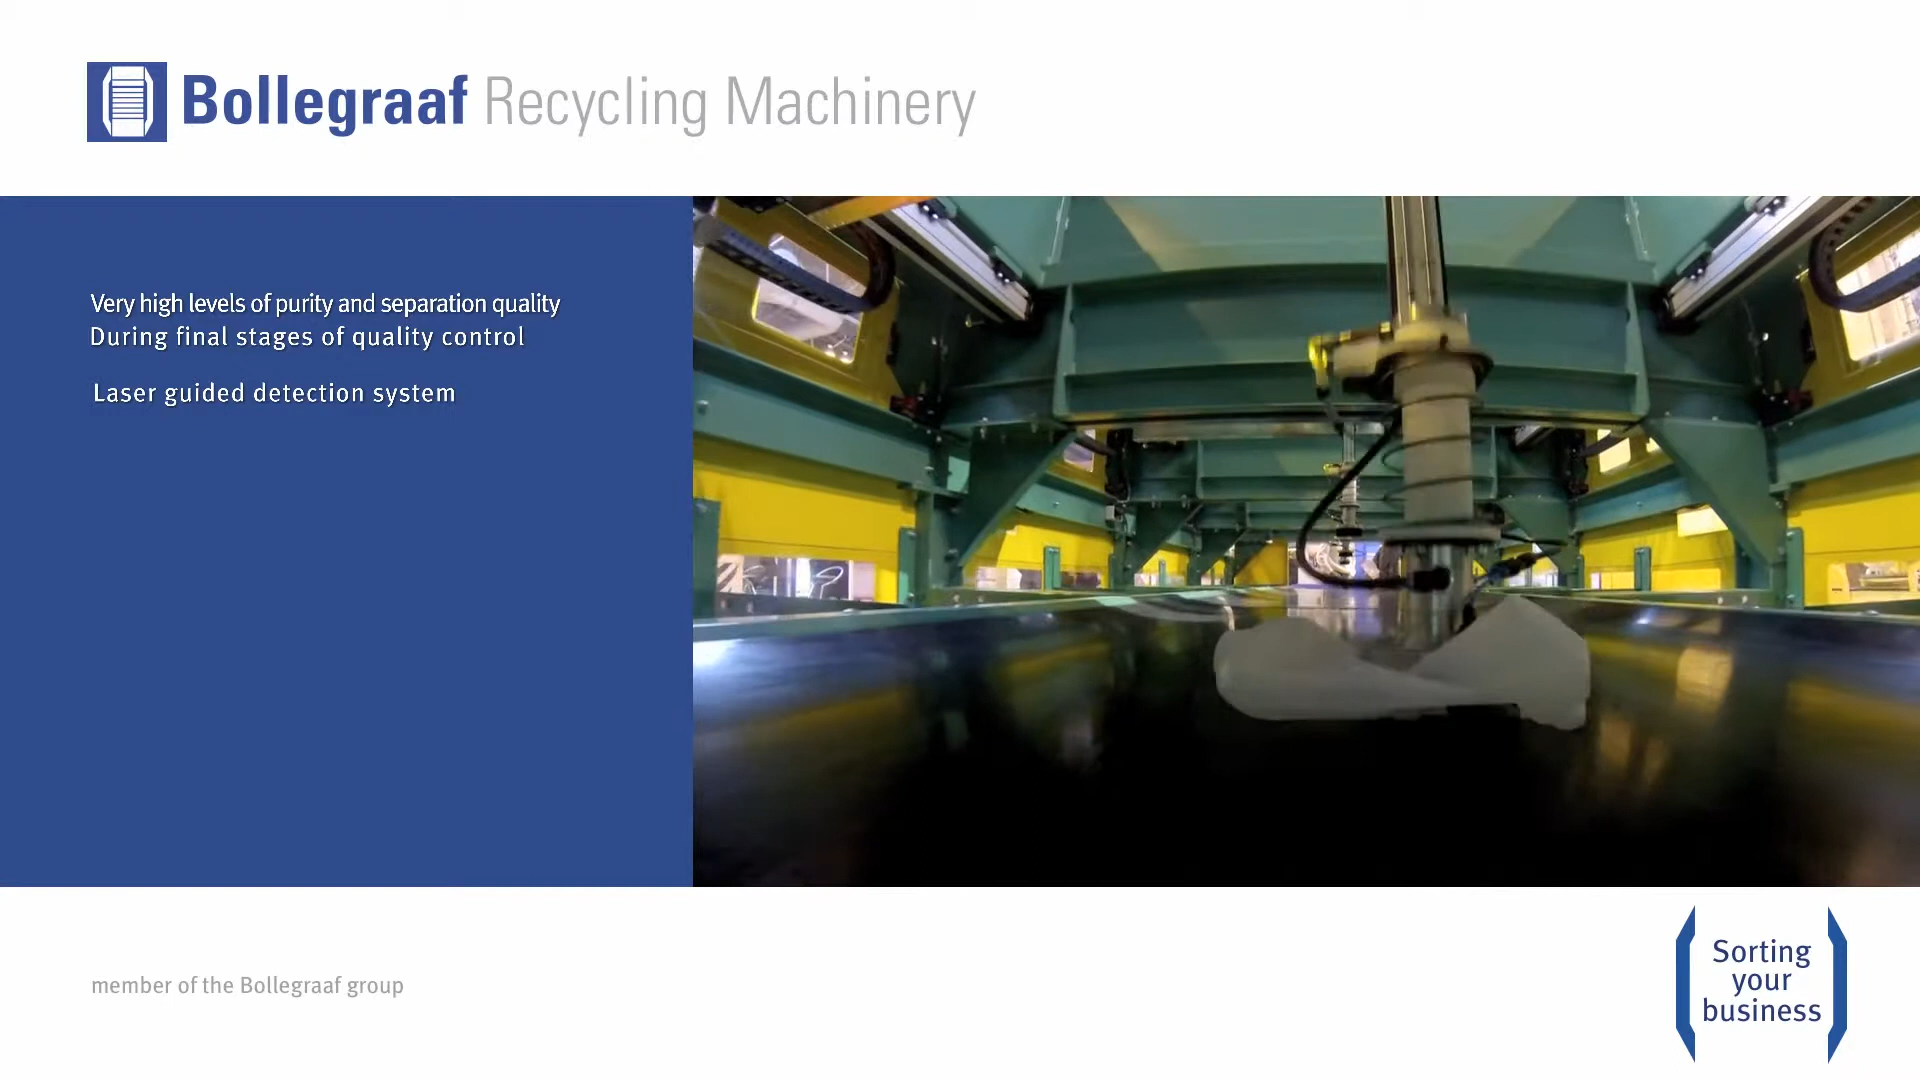 Bollegraaf Recycling Machinery
Very high levels of purity and separation quality
During final stages of quality control
Laser guided detection system
member of the Bollegraaf group
Sorting
your
business